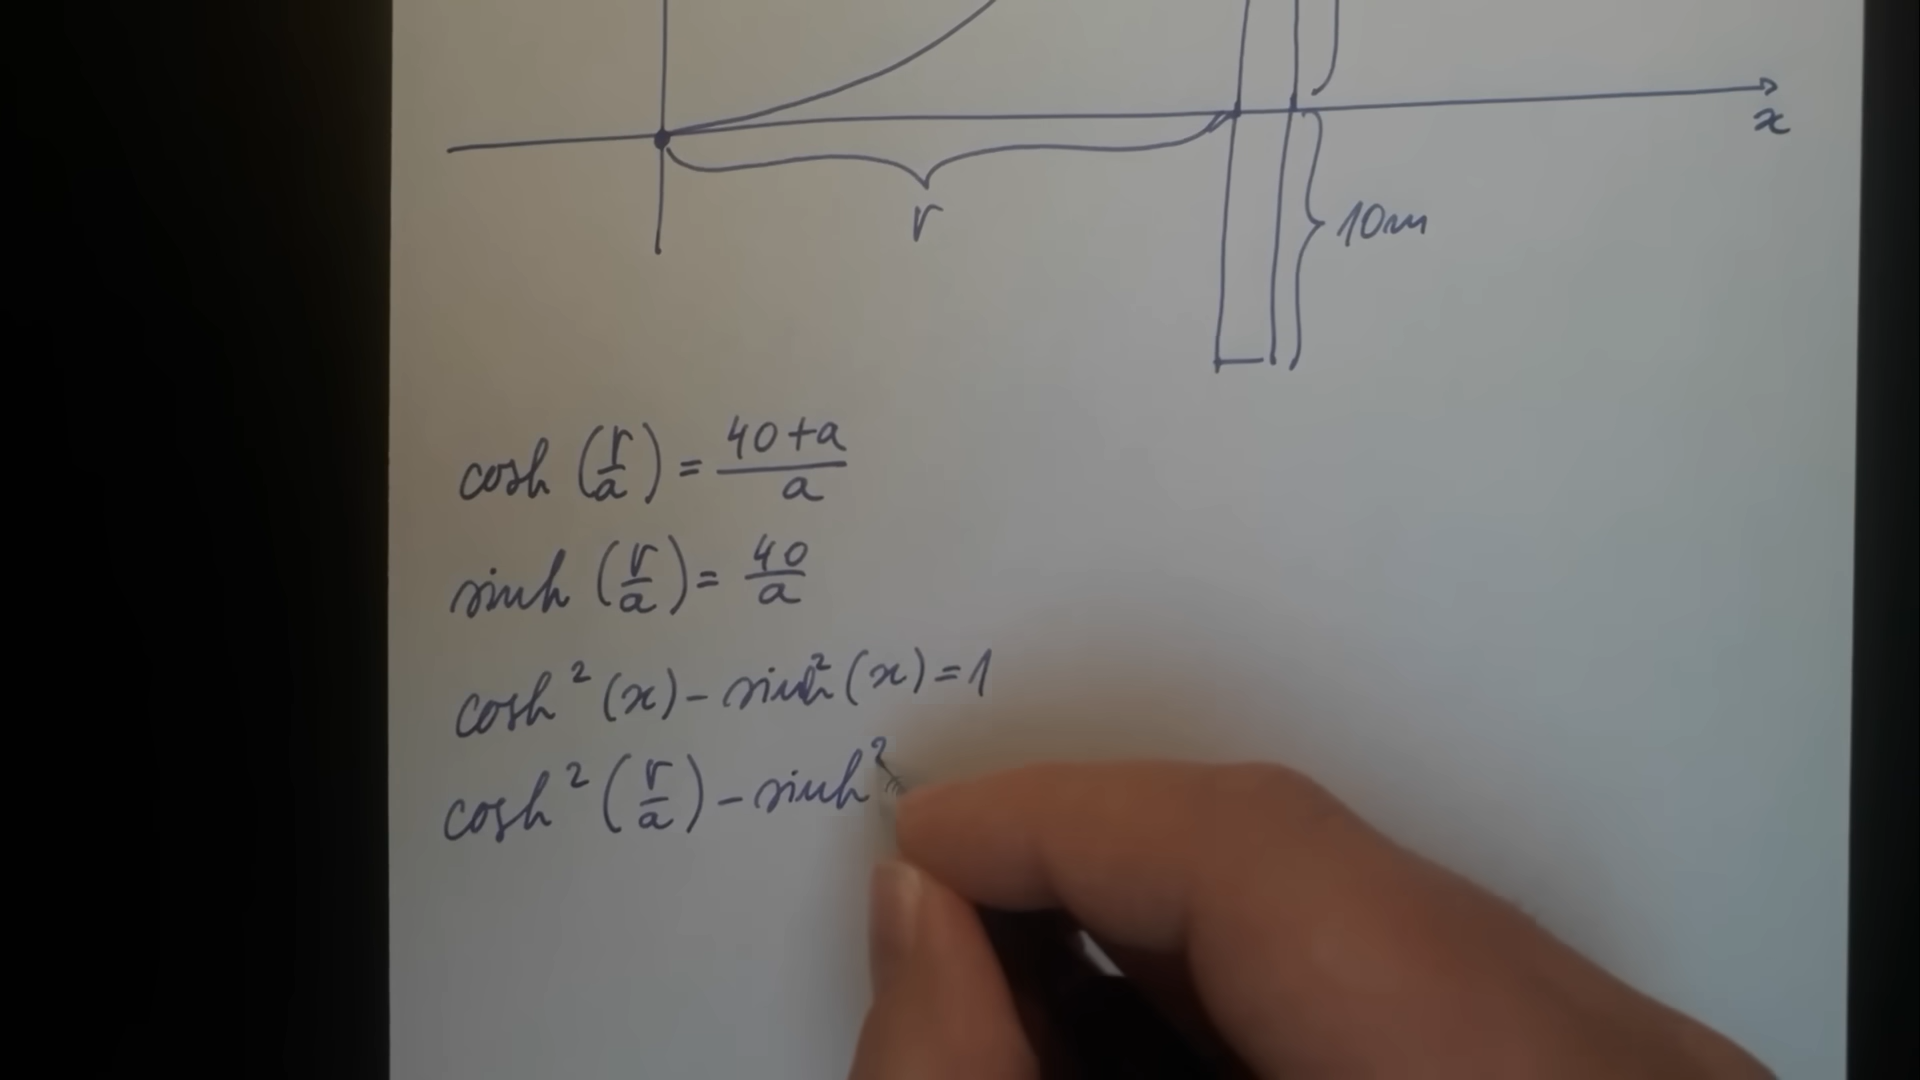 x
r
10m
cosh (r/a) = (40+a)/a
sinh (r/a) = 40/a
cosh² (x) - sinh² (x) = 1
cosh² (r/a) - sinh²